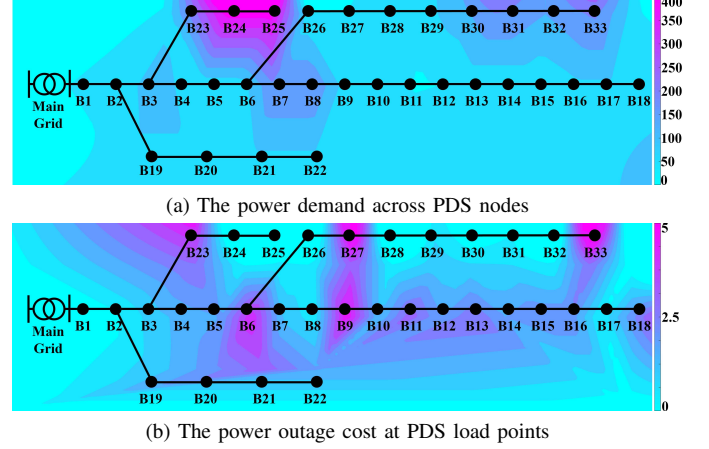 400
350
300
250
200
150
100
50
0
B23 B24 B25 B26 B27 B28 B29 B30 B31 B32 B33
Main
Grid
B1 B2 B3 B4 B5 B6 B7 B8 B9 B10 B11 B12 B13 B14 B15 B16 B17 B18
B19 B20 B21 B22
(a) The power demand across PDS nodes
5
2.5
0
B23 B24 B25 B26 B27 B28 B29 B30 B31 B32 B33
Main
Grid
B1 B2 B3 B4 B5 B6 B7 B8 B9 B10 B11 B12 B13 B14 B15 B16 B17 B18
B19 B20 B21 B22
(b) The power outage cost at PDS load points